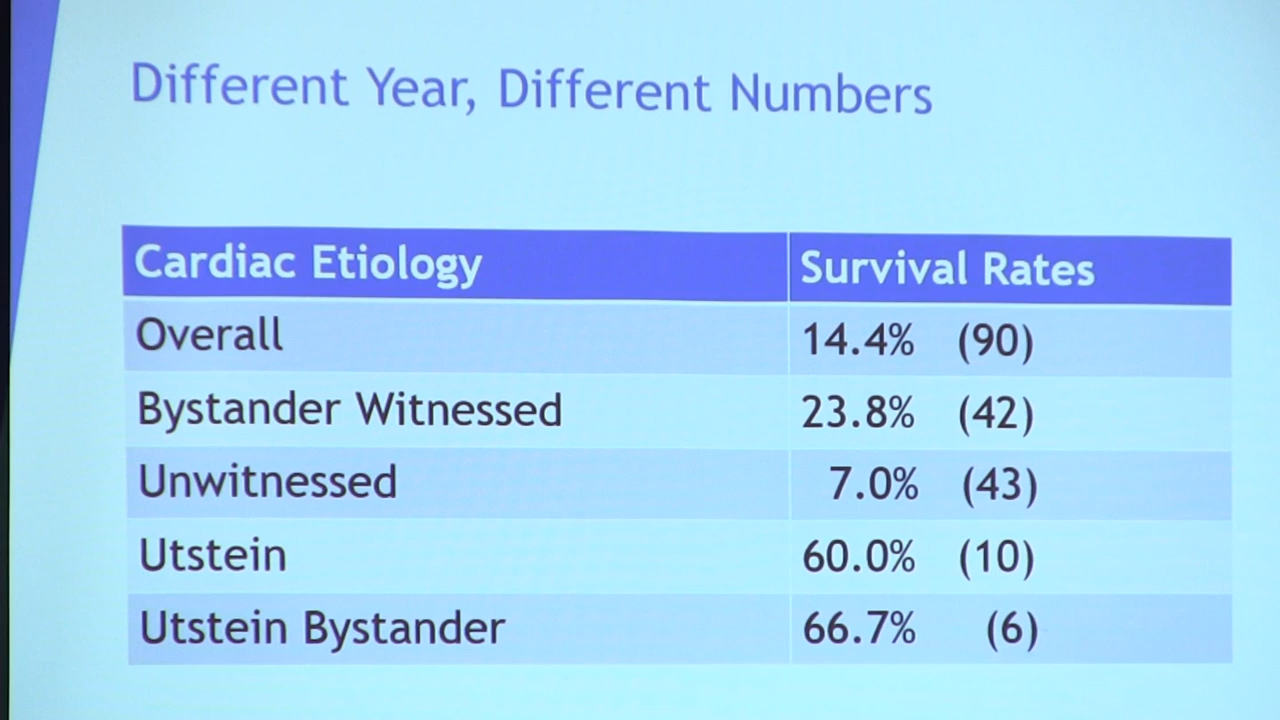 Different Year, Different Numbers
Cardiac Etiology Survival Rates
Overall 14.4% (90)
Bystander Witnessed 23.8% (42)
Unwitnessed 7.0% (43)
Utstein 60.0% (10)
Utstein Bystander 66.7% (6)